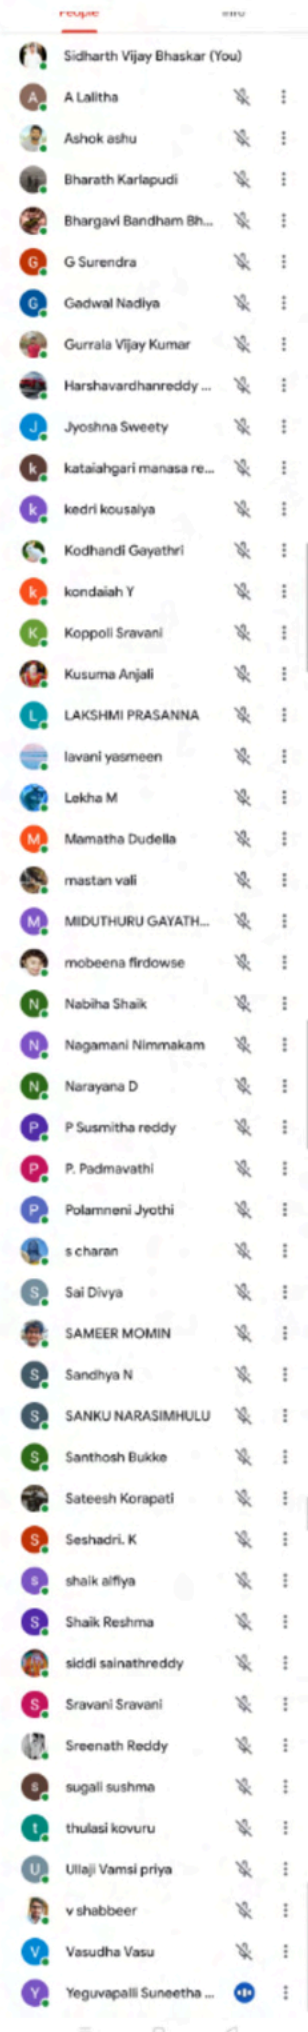 People Info
Sidharth Vijay Bhaskar (You)
A A Lalitha
Ashok ashu
Bharath Karlapudi
Bhargavi Bandham Bh...
G G Surendra
G Gadwal Nadiya
Gurrala Vijay Kumar
Harshavardhanreddy ...
J Jyoshna Sweety
k kataiahgari manasa re...
k kedri kousalya
Kodhandi Gayathri
k kondaiah Y
K Koppoli Sravani
Kusuma Anjali
L LAKSHMI PRASANNA
lavani yasmeen
Lekha M
M Mamatha Dudella
mastan vali
M MIDUTHURU GAYATH...
mobeena firdowse
N Nabiha Shaik
N Nagamani Nimmakam
N Narayana D
P P Susmitha reddy
P P. Padmavathi
P Polamneni Jyothi
s charan
S Sai Divya
SAMEER MOMIN
S Sandhya N
S SANKU NARASIMHULU
S Santhosh Bukke
Sateesh Korapati
S Seshadri. K
s shaik alfiya
S Shaik Reshma
siddi sainathreddy
S Sravani Sravani
Sreenath Reddy
s sugali sushma
t thulasi kovuru
U Ullaji Vamsi priya
v shabbeer
V Vasudha Vasu
Y Yeguvapalli Suneetha ...